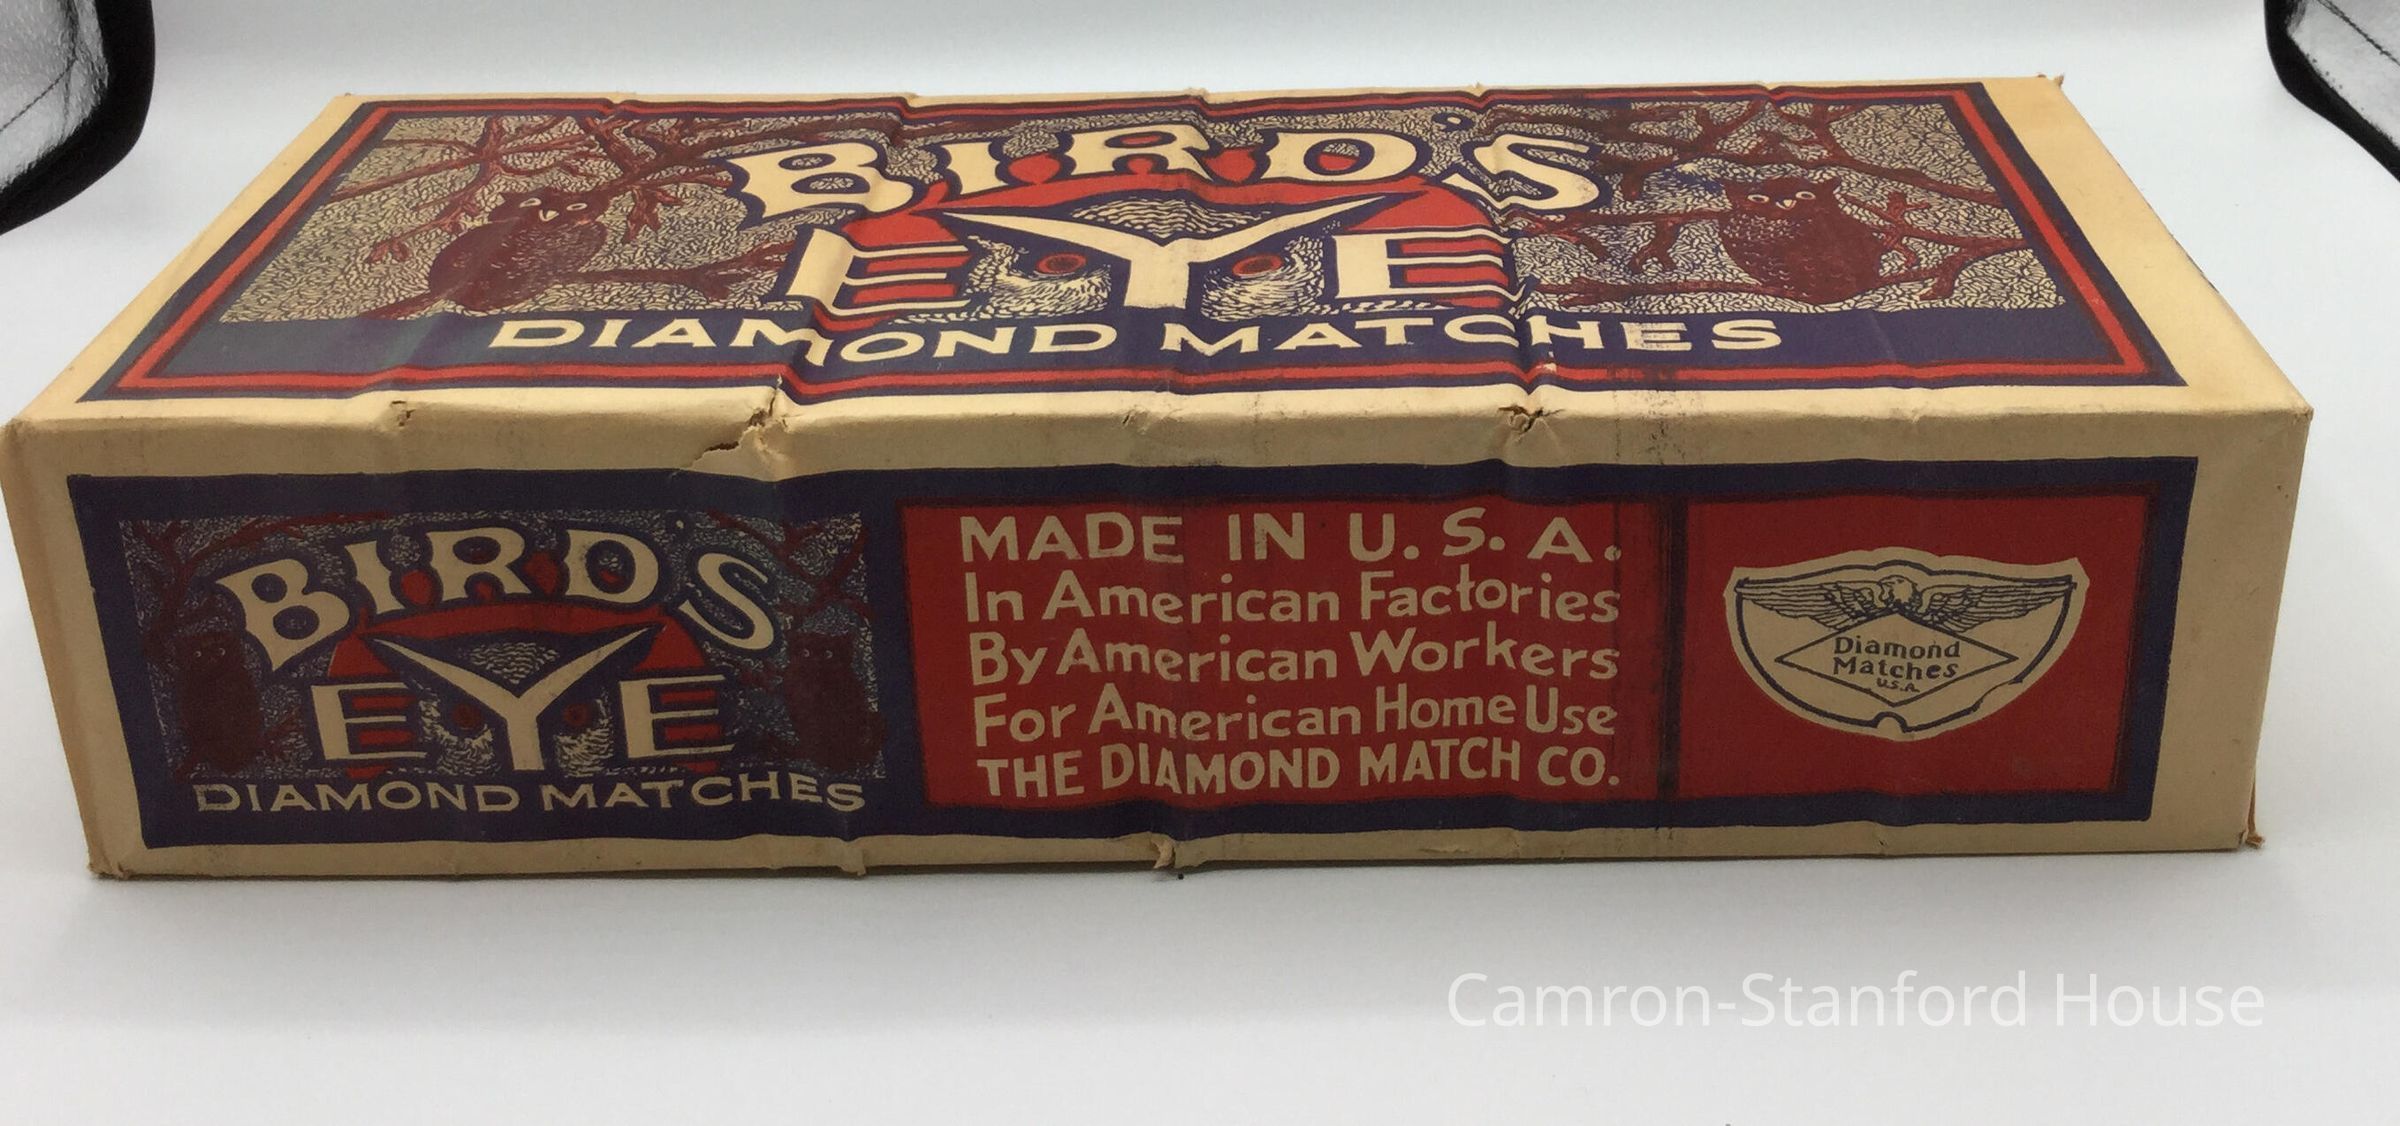 BIRD'S
EYE
DIAMOND MATCHES
BIRD'S
EYE
DIAMOND MATCHES
MADE IN U. S. A.
In American Factories
By American Workers
For American Home Use
THE DIAMOND MATCH CO.
Diamond
Matches
U.S.A.
Camron-Stanford House